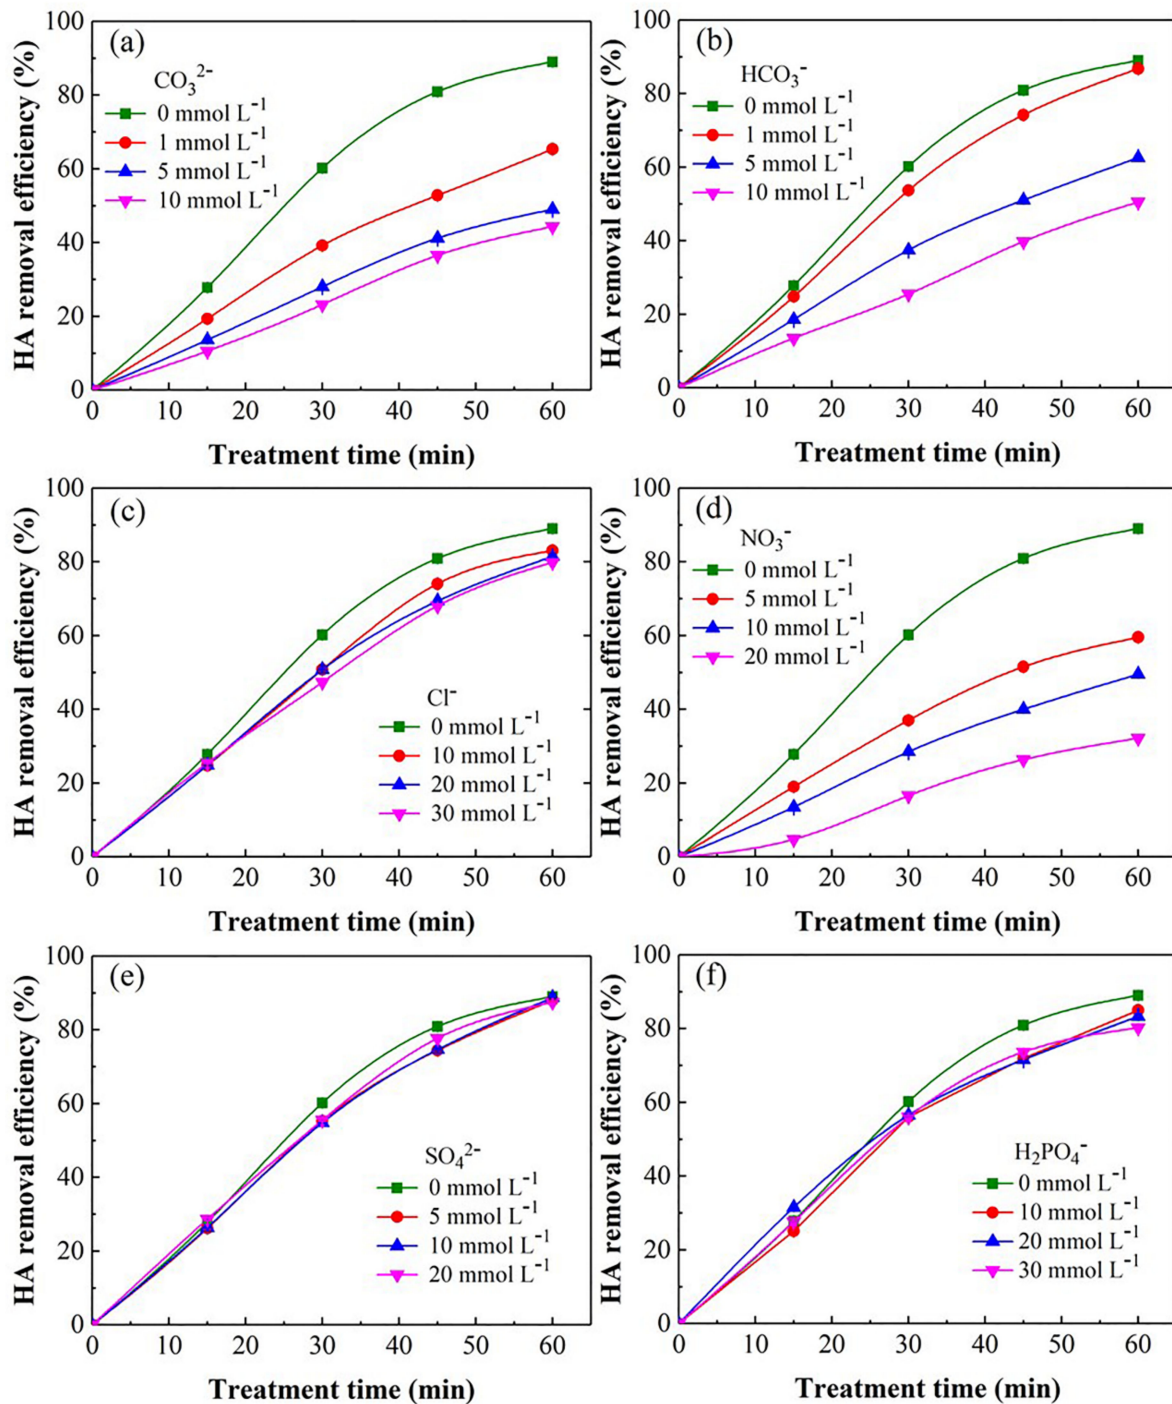 (a)
CO₃²⁻
0 mmol L⁻¹
1 mmol L⁻¹
5 mmol L⁻¹
10 mmol L⁻¹
HA removal efficiency (%)
100
80
60
40
20
0
0 10 20 30 40 50 60
Treatment time (min)
(b)
HCO₃⁻
0 mmol L⁻¹
1 mmol L⁻¹
5 mmol L⁻¹
10 mmol L⁻¹
HA removal efficiency (%)
100
80
60
40
20
0
0 10 20 30 40 50 60
Treatment time (min)
(c)
Cl⁻
0 mmol L⁻¹
10 mmol L⁻¹
20 mmol L⁻¹
30 mmol L⁻¹
HA removal efficiency (%)
100
80
60
40
20
0
0 10 20 30 40 50 60
Treatment time (min)
(d)
NO₃⁻
0 mmol L⁻¹
5 mmol L⁻¹
10 mmol L⁻¹
20 mmol L⁻¹
HA removal efficiency (%)
100
80
60
40
20
0
0 10 20 30 40 50 60
Treatment time (min)
(e)
SO₄²⁻
0 mmol L⁻¹
5 mmol L⁻¹
10 mmol L⁻¹
20 mmol L⁻¹
HA removal efficiency (%)
100
80
60
40
20
0
0 10 20 30 40 50 60
Treatment time (min)
(f)
H₂PO₄⁻
0 mmol L⁻¹
10 mmol L⁻¹
20 mmol L⁻¹
30 mmol L⁻¹
HA removal efficiency (%)
100
80
60
40
20
0
0 10 20 30 40 50 60
Treatment time (min)